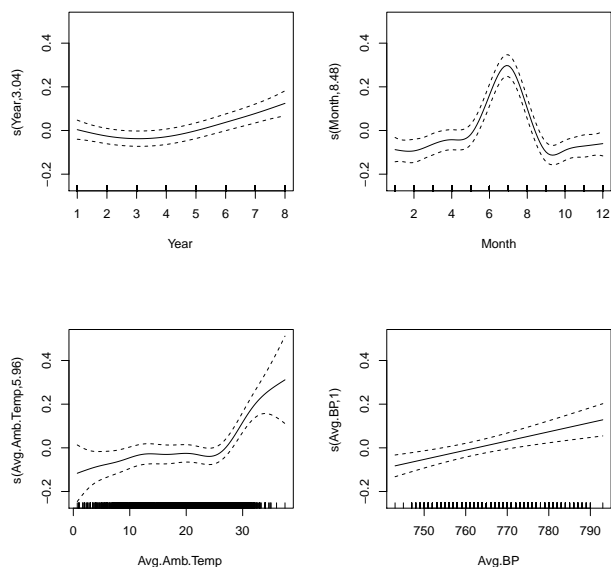 s(Year,3.04)
0.4
0.2
0.0
−0.2
1 2 3 4 5 6 7 8
Year
s(Month,8.48)
0.4
0.2
0.0
−0.2
2 4 6 8 10 12
Month
s(Avg.Amb.Temp,5.96)
0.4
0.2
0.0
−0.2
0 10 20 30
Avg.Amb.Temp
s(Avg.BP,1)
0.4
0.2
0.0
−0.2
750 760 770 780 790
Avg.BP